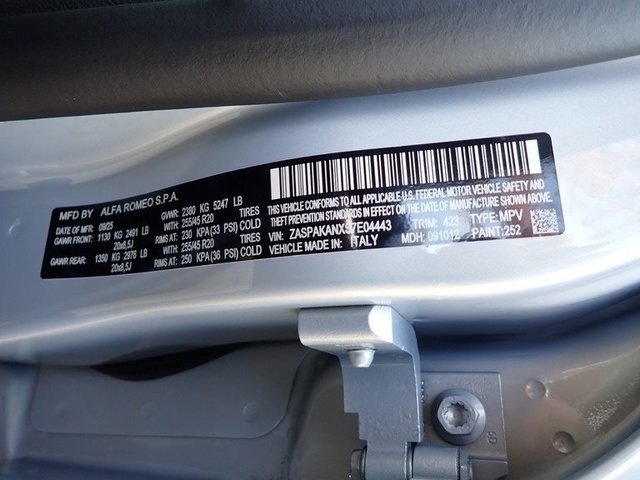 MFD BY ALFA ROMEO S.P.A.
DATE OF MFR 09/25 GVWR: 2380 KG 5247 LB
GAWR FRONT: 1130 KG 2491 LB WITH: 255/45 R20 TIRES
20x8,5J RIMS AT: 230 KPA (33 PSI) COLD
GAWR REAR: 1350 KG 2976 LB WITH: 255/45 R20 TIRES
20x8,5J RIMS AT: 250 KPA (36 PSI) COLD
THIS VEHICLE CONFORMS TO ALL APPLICABLE U.S. FEDERAL MOTOR VEHICLE SAFETY AND
THEFT PREVENTION STANDARDS IN EFFECT ON THE DATE OF MANUFACTURE SHOWN ABOVE.
VIN: ZASPAKANXS7E04443 TRIM: 423 TYPE: MPV
VEHICLE MADE IN: ITALY MDH: 091012 PAINT: 252